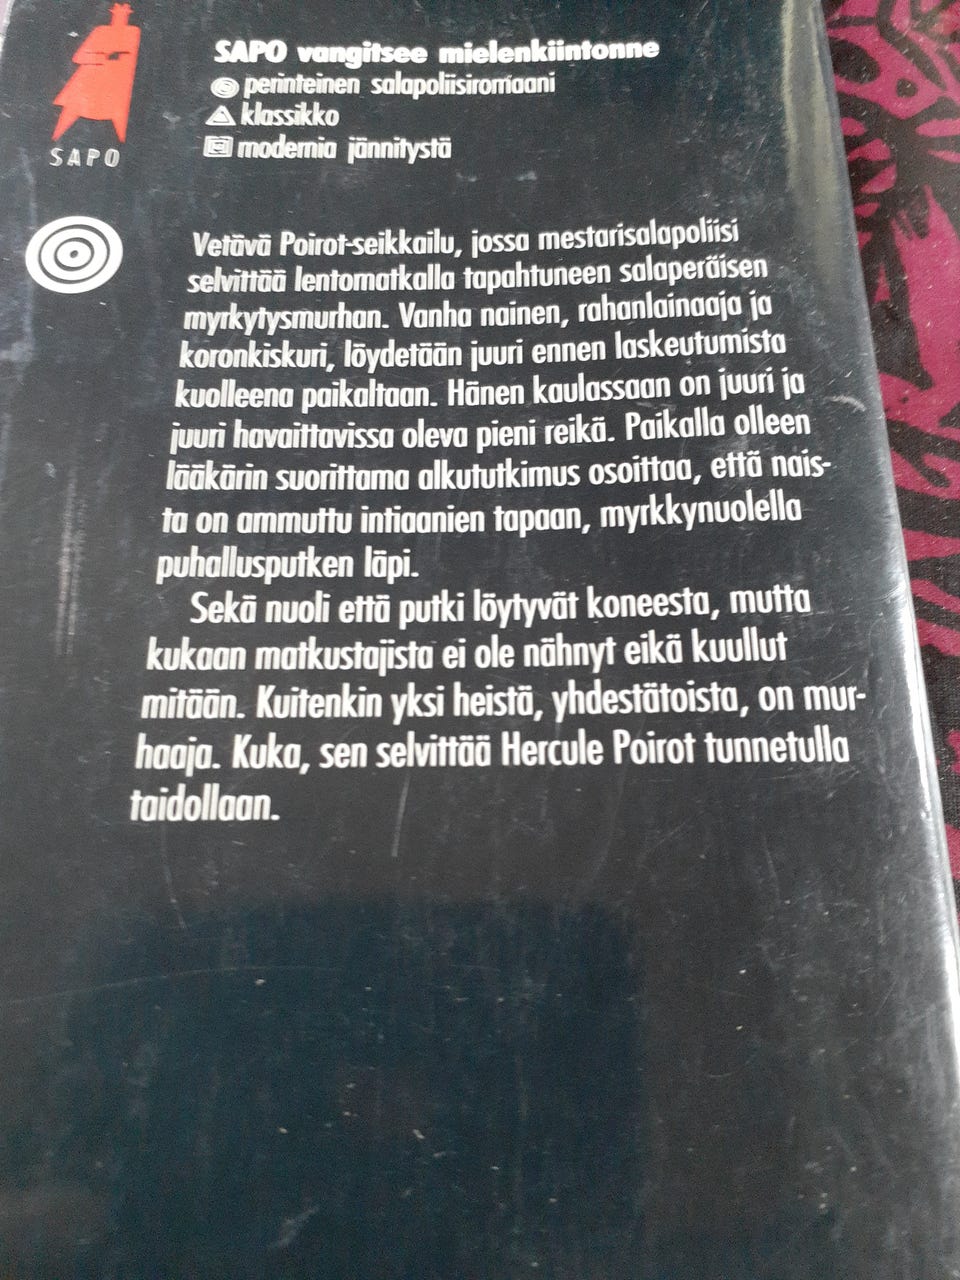 SAPO vangitsee mielenkiintonne
perinteinen salapoliisiromaani
klassikko
modernia jännitystä
SAPO
Vetävä Poirot-seikkailu, jossa mestarisalapoliisi
selvittää lentomatkalla tapahtuneen salaperäisen
myrkytysmurhan. Vanha nainen, rahanlainaaja ja
koronkiskuri, löydetään juuri ennen laskeutumista
kuolleena paikaltaan. Hänen kaulassaan on juuri ja
juuri havaittavissa oleva pieni reikä. Paikalla olleen
lääkärin suorittama alkututkimus osoittaa, että nais-
ta on ammuttu intiaanien tapaan, myrkkynuolella
puhallusputken läpi.
Sekä nuoli että putki löytyvät koneesta, mutta
kukaan matkustajista ei ole nähnyt eikä kuullut
mitään. Kuitenkin yksi heistä, yhdestätoista, on mur-
haaja. Kuka, sen selvittää Hercule Poirot tunnetulla
taidollaan.